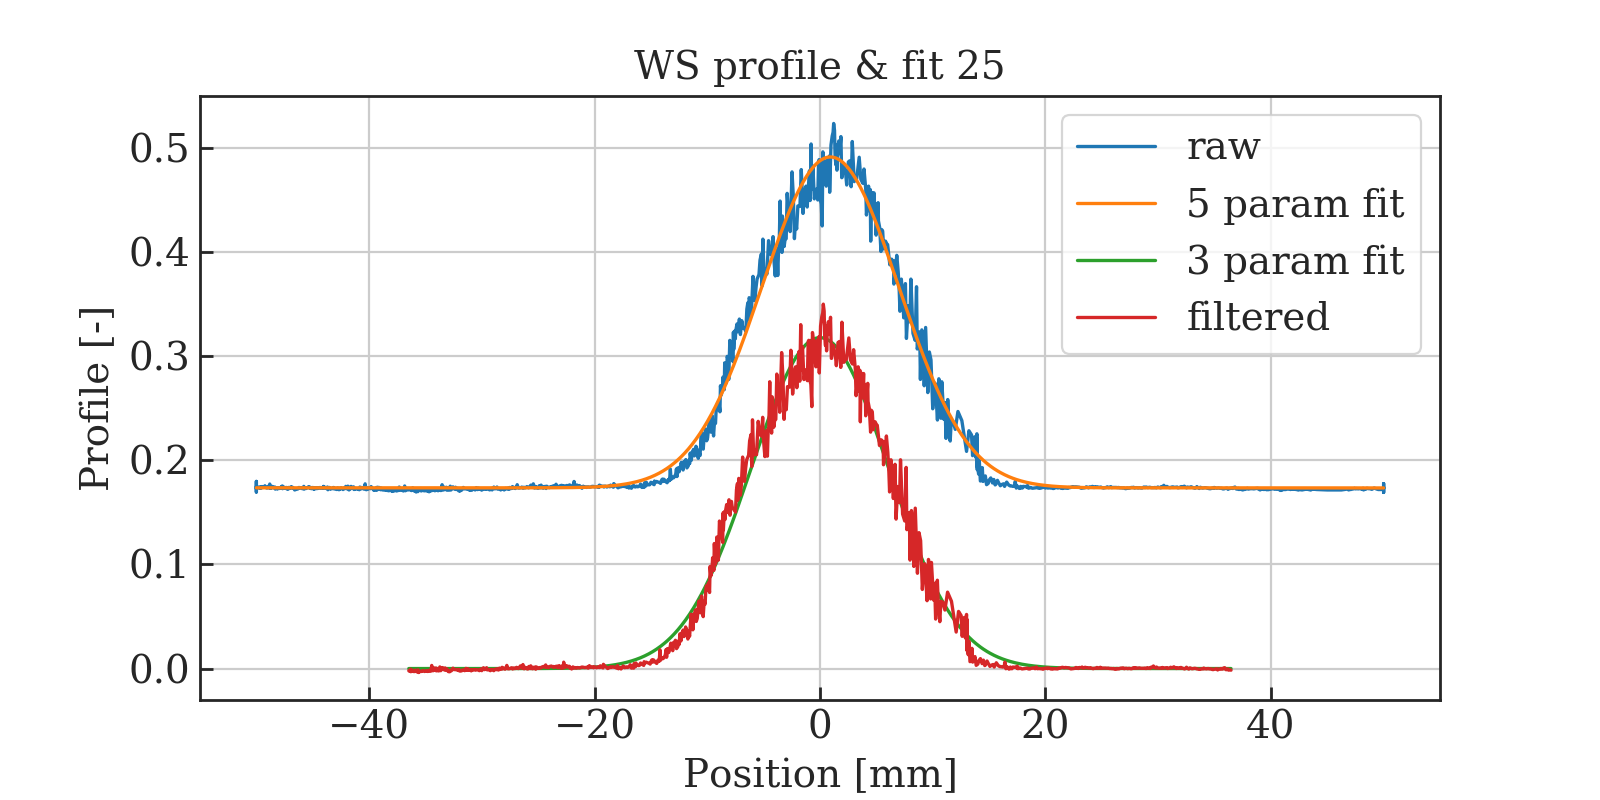 WS profile & fit 25
raw
5 param fit
3 param fit
filtered
Profile [-]
0.5
0.4
0.3
0.2
0.1
0.0
−40 −20 0 20 40
Position [mm]